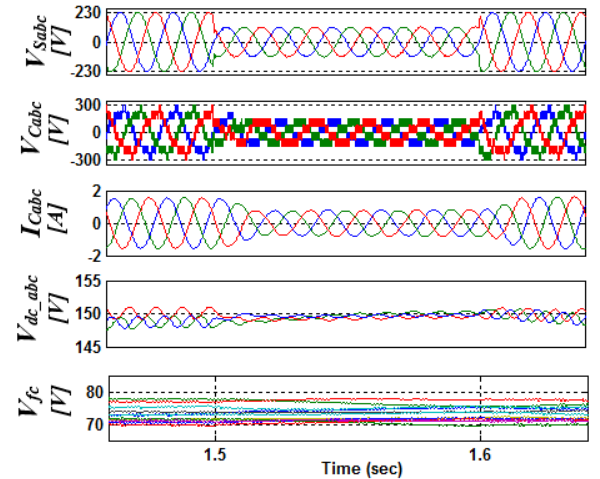 V_Sabc [V]
230
0
-230
V_Cabc [V]
300
0
-300
I_Cabc [A]
2
0
-2
V_dc_abc [V]
155
150
145
V_fc [V]
80
70
1.5
1.6
Time (sec)